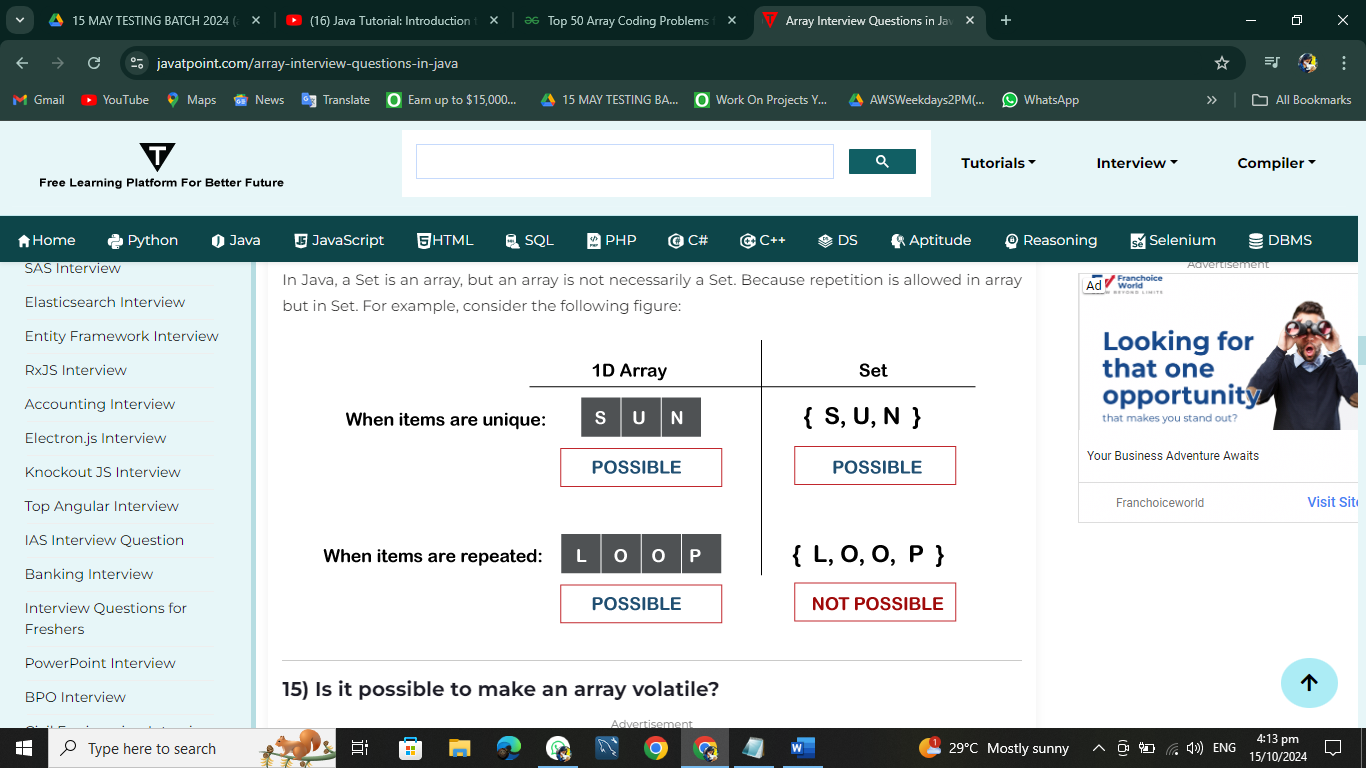 15 MAY TESTING BATCH 2024 (
(16) Java Tutorial: Introduction
Top 50 Array Coding Problems
Array Interview Questions in Jav
javatpoint.com/array-interview-questions-in-java
Gmail
YouTube
Maps
News
Translate
Earn up to $15,000...
15 MAY TESTING BA...
Work On Projects Y...
AWSWeekdays2PM(...
WhatsApp
All Bookmarks
T
Free Learning Platform For Better Future
Tutorials
Interview
Compiler
Home
Python
Java
JavaScript
HTML
SQL
PHP
C#
C++
DS
Aptitude
Reasoning
Selenium
DBMS
SAS Interview
Elasticsearch Interview
Entity Framework Interview
RxJS Interview
Accounting Interview
Electron.js Interview
Knockout JS Interview
Top Angular Interview
IAS Interview Question
Banking Interview
Interview Questions for
Freshers
PowerPoint Interview
BPO Interview
In Java, a Set is an array, but an array is not necessarily a Set. Because repetition is allowed in array
but in Set. For example, consider the following figure:
1D Array
Set
When items are unique:
S U N
{ S, U, N }
POSSIBLE
POSSIBLE
When items are repeated:
L O O P
{ L, O, O, P }
POSSIBLE
NOT POSSIBLE
15) Is it possible to make an array volatile?
Advertisement
Advertisement
Ad
Franchoice
World
BEYOND LIMITS
Looking for
that one
opportunity
that makes you stand out?
Your Business Adventure Awaits
Franchoiceworld
Visit Site
Type here to search
1
29°C Mostly sunny
ENG
4:13 pm
15/10/2024